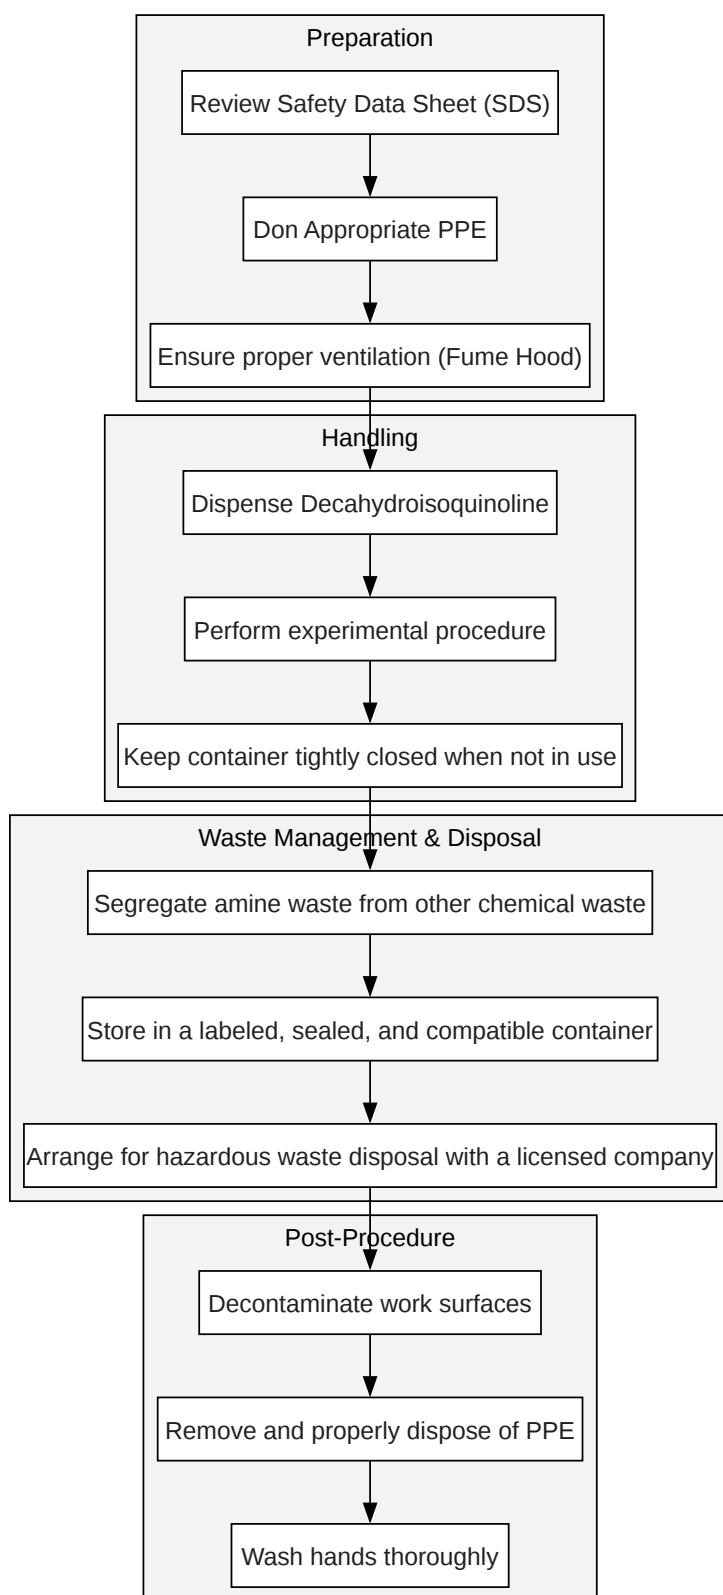 Preparation
Review Safety Data Sheet (SDS)
Don Appropriate PPE
Ensure proper ventilation (Fume Hood)
Handling
Dispense Decahydroisoquinoline
Perform experimental procedure
Keep container tightly closed when not in use
Waste Management & Disposal
Segregate amine waste from other chemical waste
Store in a labeled, sealed, and compatible container
Arrange for hazardous waste disposal with a licensed company
Post-Procedure
Decontaminate work surfaces
Remove and properly dispose of PPE
Wash hands thoroughly